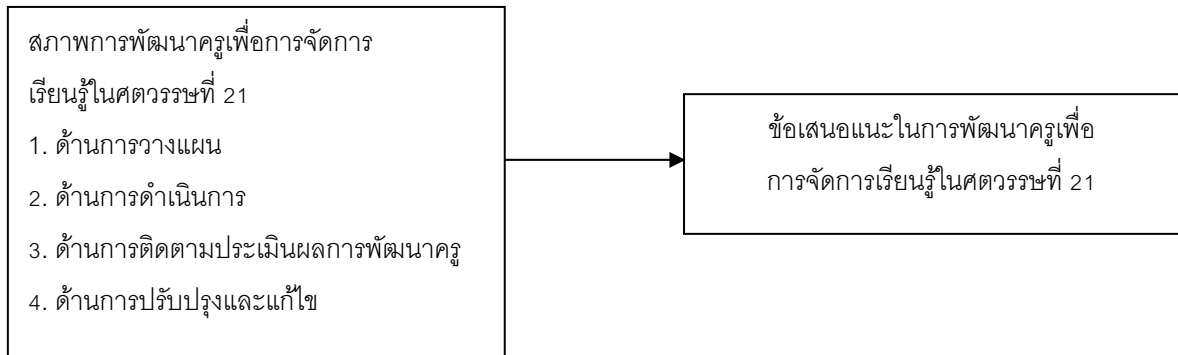 สภาพการพัฒนาครูเพื่อการจัดการ
เรียนรู้ในศตวรรษที่ 21
1. ด้านการวางแผน
2. ด้านการดำเนินการ
3. ด้านการติดตามประเมินผลการพัฒนาครู
4. ด้านการปรับปรุงและแก้ไข
ข้อเสนอแนะในการพัฒนาครูเพื่อ
การจัดการเรียนรู้ในศตวรรษที่ 21